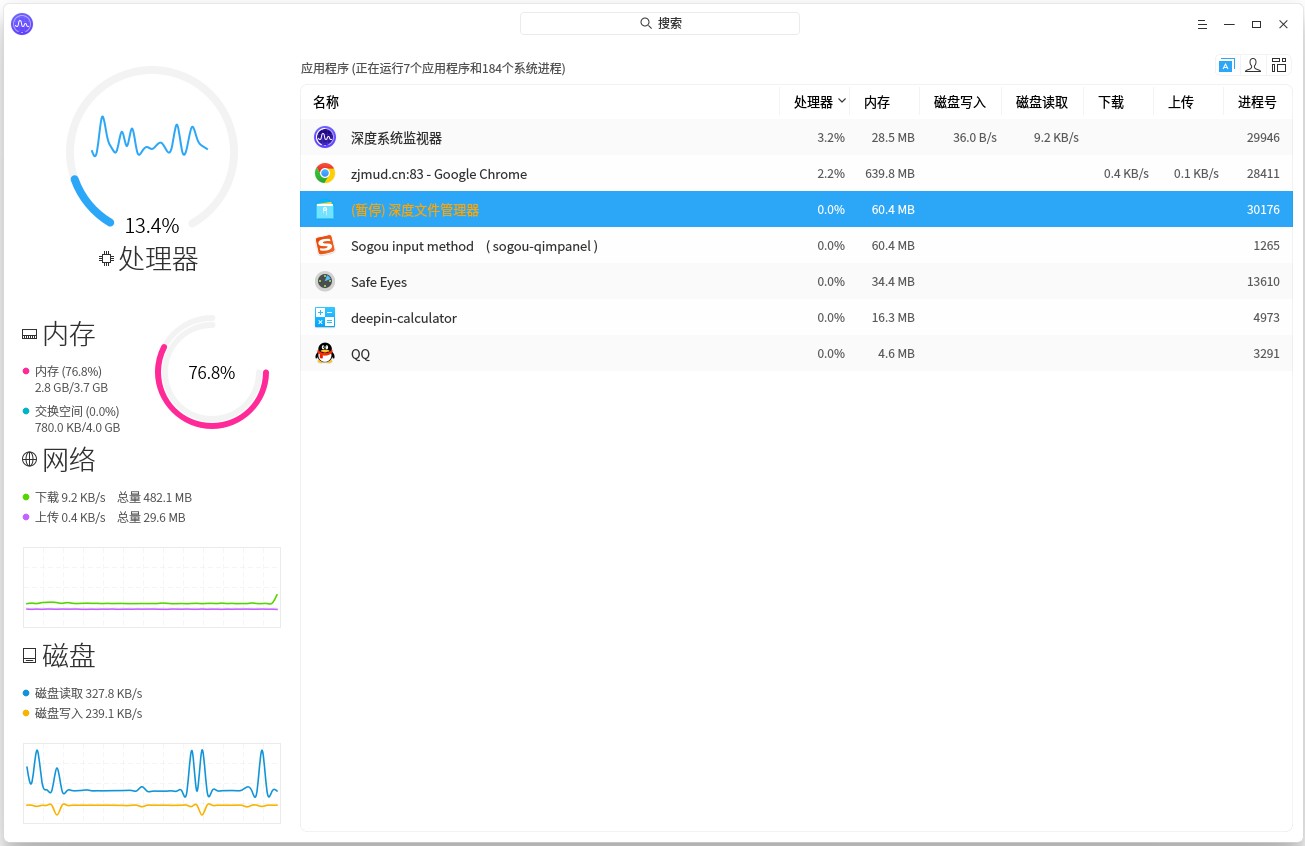 搜索
应用程序 (正在运行7个应用程序和184个系统进程)
名称 处理器 内存 磁盘写入 磁盘读取 下载 上传 进程号
深度系统监视器 3.2% 28.5 MB 36.0 B/s 9.2 KB/s 29946
zjmud.cn:83 - Google Chrome 2.2% 639.8 MB 0.4 KB/s 0.1 KB/s 28411
(暂停) 深度文件管理器 0.0% 60.4 MB 30176
Sogou input method ( sogou-qimpanel ) 0.0% 60.4 MB 1265
Safe Eyes 0.0% 34.4 MB 13610
deepin-calculator 0.0% 16.3 MB 4973
QQ 0.0% 4.6 MB 3291
13.4%
处理器
内存
内存 (76.8%)
2.8 GB/3.7 GB
76.8%
交换空间 (0.0%)
780.0 KB/4.0 GB
网络
下载 9.2 KB/s 总量 482.1 MB
上传 0.4 KB/s 总量 29.6 MB
磁盘
磁盘读取 327.8 KB/s
磁盘写入 239.1 KB/s